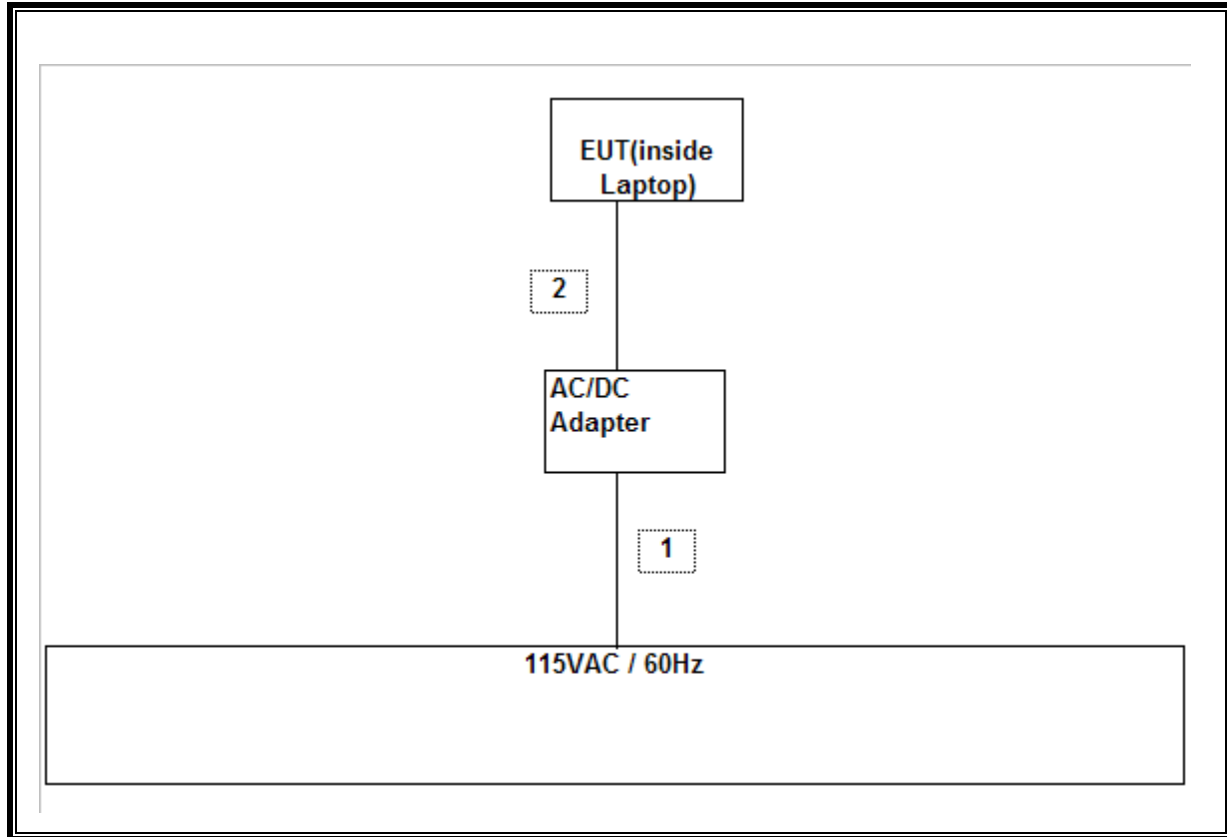 EUT(inside
Laptop)
2
AC/DC
Adapter
1
115VAC / 60Hz